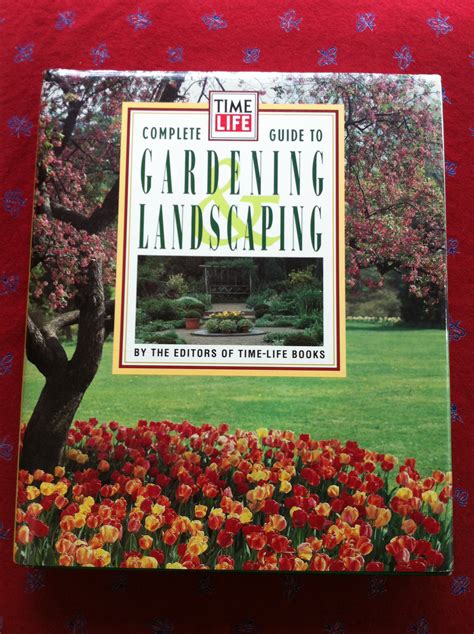 TIME
LIFE
COMPLETE GUIDE TO
GARDENING
&
LANDSCAPING
BY THE EDITORS OF TIME-LIFE BOOKS